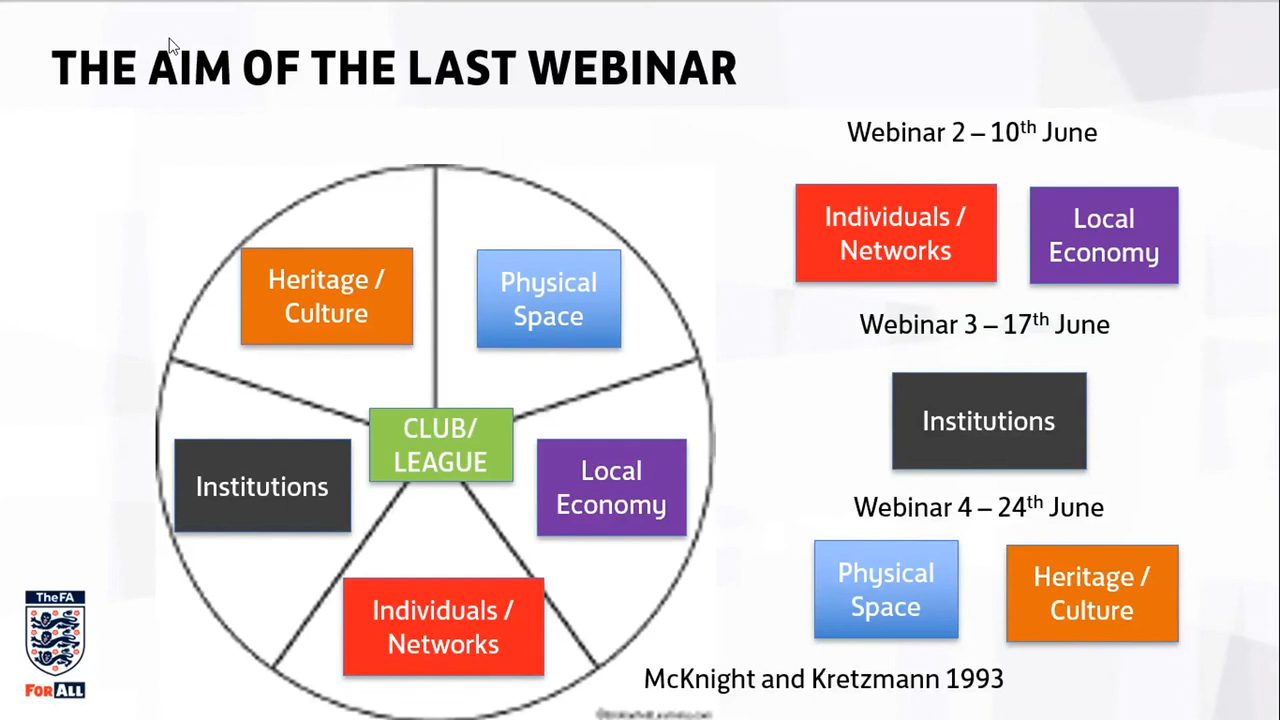 THE AIM OF THE LAST WEBINAR
Heritage /
Culture
Physical
Space
CLUB/
LEAGUE
Institutions
Local
Economy
Individuals /
Networks
Webinar 2 – 10th June
Individuals /
Networks
Local
Economy
Webinar 3 – 17th June
Institutions
Webinar 4 – 24th June
Physical
Space
Heritage /
Culture
McKnight and Kretzmann 1993
The FA
FOR ALL